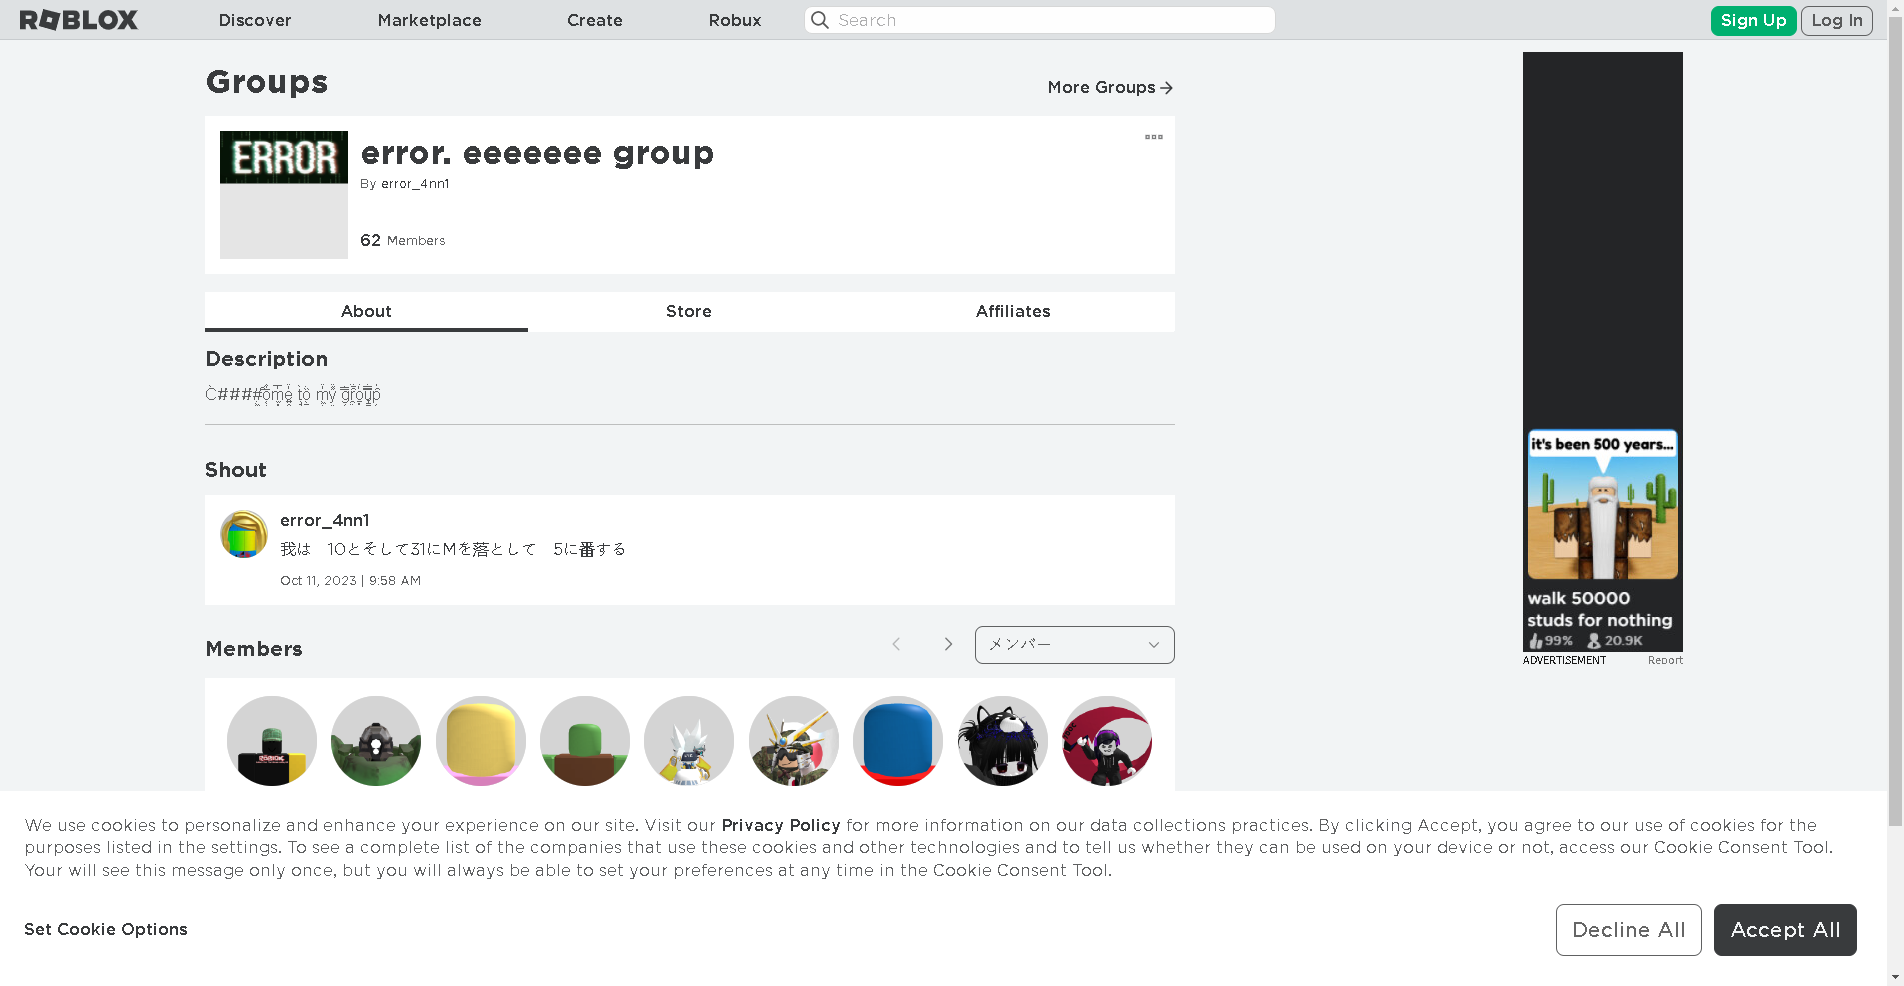 ROBLOX
Discover
Marketplace
Create
Robux
Search
Sign Up
Log In
Groups
More Groups
ERROR
error. eeeeeee group
By error_4nn1
62 Members
About
Store
Affiliates
Description
Shout
error_4nn1
我は　10とそして31にMを落として　5に番する
Oct 11, 2023 | 9:58 AM
Members
メンバー
it's been 500 years...
walk 50000
studs for nothing
99% 20.9K
ADVERTISEMENT
Report
We use cookies to personalize and enhance your experience on our site. Visit our Privacy Policy for more information on our data collections practices. By clicking Accept, you agree to our use of cookies for the
purposes listed in the settings. To see a complete list of the companies that use these cookies and other technologies and to tell us whether they can be used on your device or not, access our Cookie Consent Tool.
Your will see this message only once, but you will always be able to set your preferences at any time in the Cookie Consent Tool.
Set Cookie Options
Decline All
Accept All